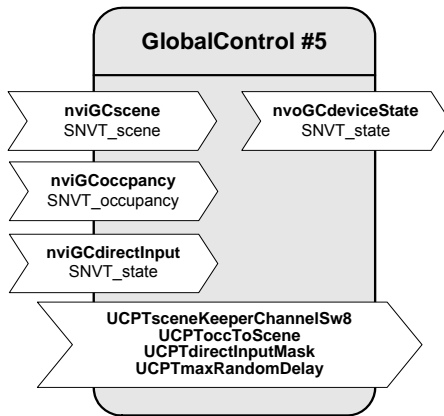 GlobalControl #5
nviGCscene
SNVT_scene
nvoGCdeviceState
SNVT_state
nviGCoccpancy
SNVT_occupancy
nviGCdirectInput
SNVT_state
UCPTsceneKeeperChannelSw8
UCPToccToScene
UCPTdirectInputMask
UCPTmaxRandomDelay